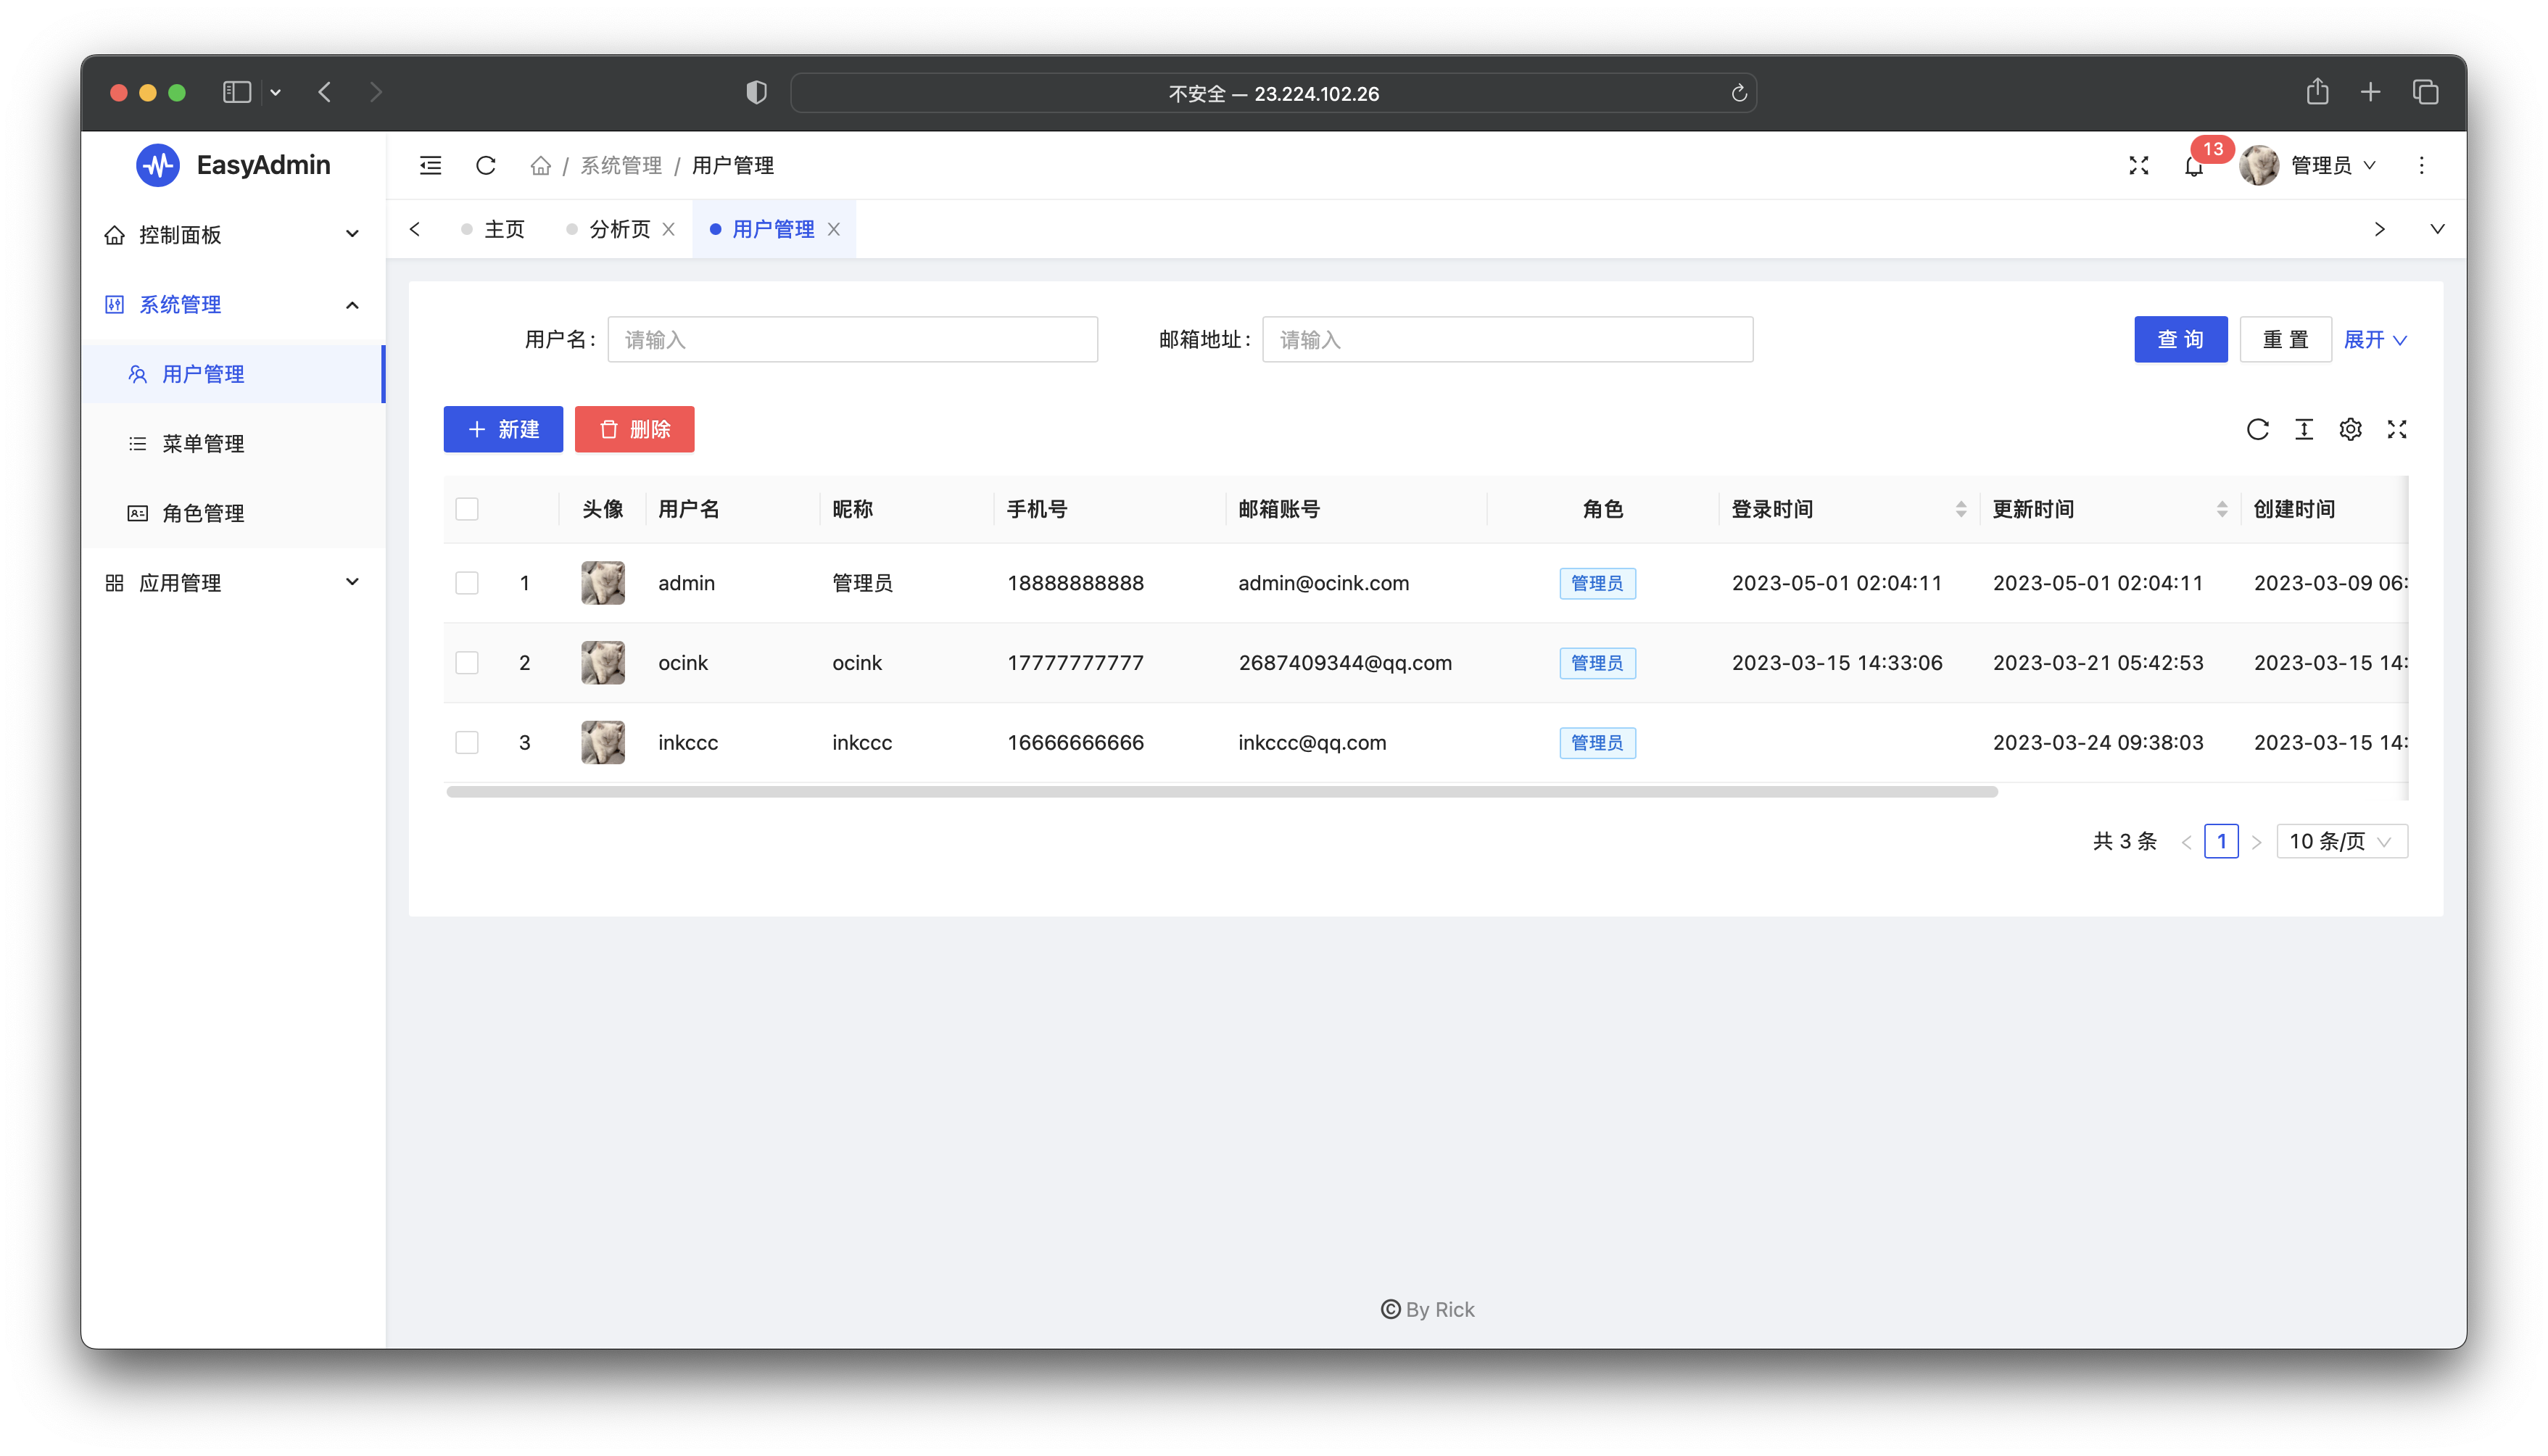 不安全 — 23.224.102.26
EasyAdmin
/ 系统管理 / 用户管理
13
管理员
控制面板
系统管理
用户管理
菜单管理
角色管理
应用管理
主页
分析页
用户管理
用户名: 请输入
邮箱地址: 请输入
查 询
重 置
展开
新建
删除
头像 用户名 昵称 手机号 邮箱账号 角色 登录时间 更新时间 创建时间
1 admin 管理员 18888888888 admin@ocink.com 管理员 2023-05-01 02:04:11 2023-05-01 02:04:11 2023-03-09 06:
2 ocink ocink 17777777777 2687409344@qq.com 管理员 2023-03-15 14:33:06 2023-03-21 05:42:53 2023-03-15 14:
3 inkccc inkccc 16666666666 inkccc@qq.com 管理员 2023-03-24 09:38:03 2023-03-15 14:
共 3 条 < 1 > 10 条/页
© By Rick